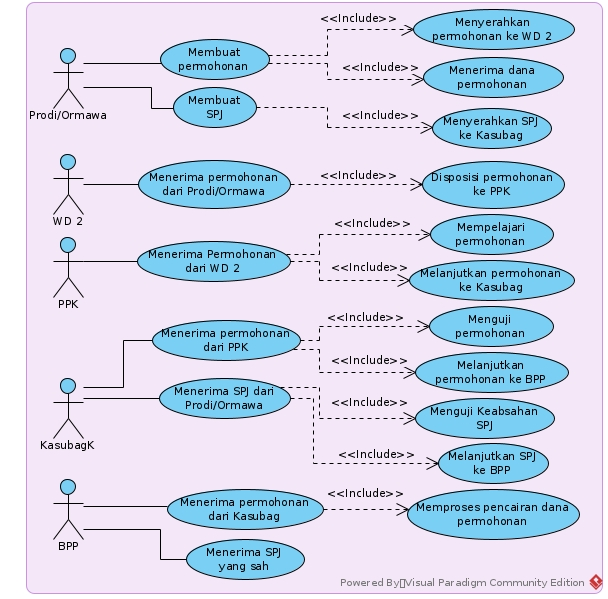 <<Include>>
Menyerahkan
permohonan ke WD 2
Membuat
permohonan
<<Include>>
Menerima dana
permohonan
Prodi/Ormawa
Membuat
SPJ
<<Include>>
Menyerahkan SPJ
ke Kasubag
WD 2
Menerima permohonan
dari Prodi/Ormawa
<<Include>>
Disposisi permohonan
ke PPK
PPK
Menerima Permohonan
dari WD 2
<<Include>>
Mempelajari
permohonan
<<Include>>
Melanjutkan permohonan
ke Kasubag
Menerima permohonan
dari PPK
<<Include>>
Menguji
permohonan
<<Include>>
Melanjutkan
permohonan ke BPP
KasubagK
Menerima SPJ dari
Prodi/Ormawa
<<Include>>
Menguji Keabsahan
SPJ
<<Include>>
Melanjutkan SPJ
ke BPP
BPP
Menerima permohonan
dari Kasubag
<<Include>>
Memproses pencairan dana
permohonan
Menerima SPJ
yang sah
Powered By▯Visual Paradigm Community Edition